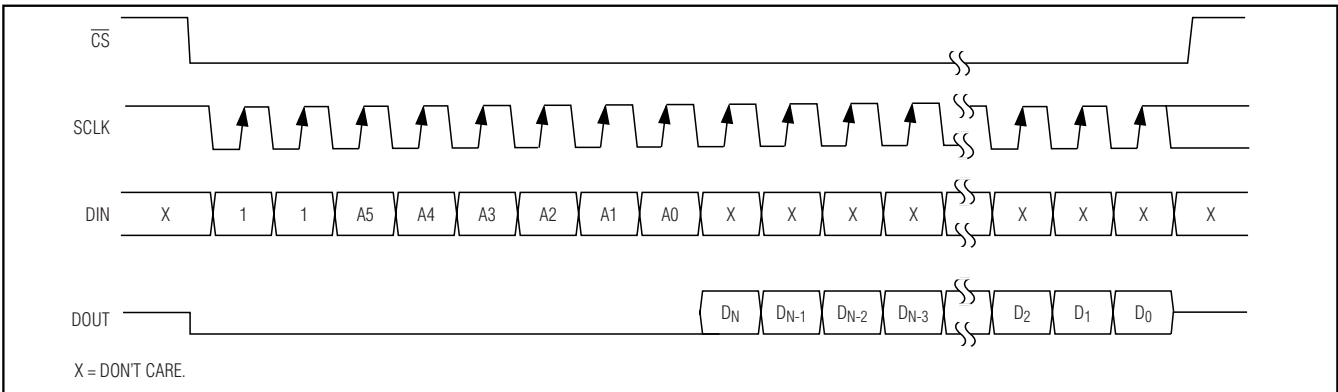 CS
SCLK
DIN X 1 1 A5 A4 A3 A2 A1 A0 X X X X X X X X
DOUT DN DN-1 DN-2 DN-3 D2 D1 D0
X = DON'T CARE.